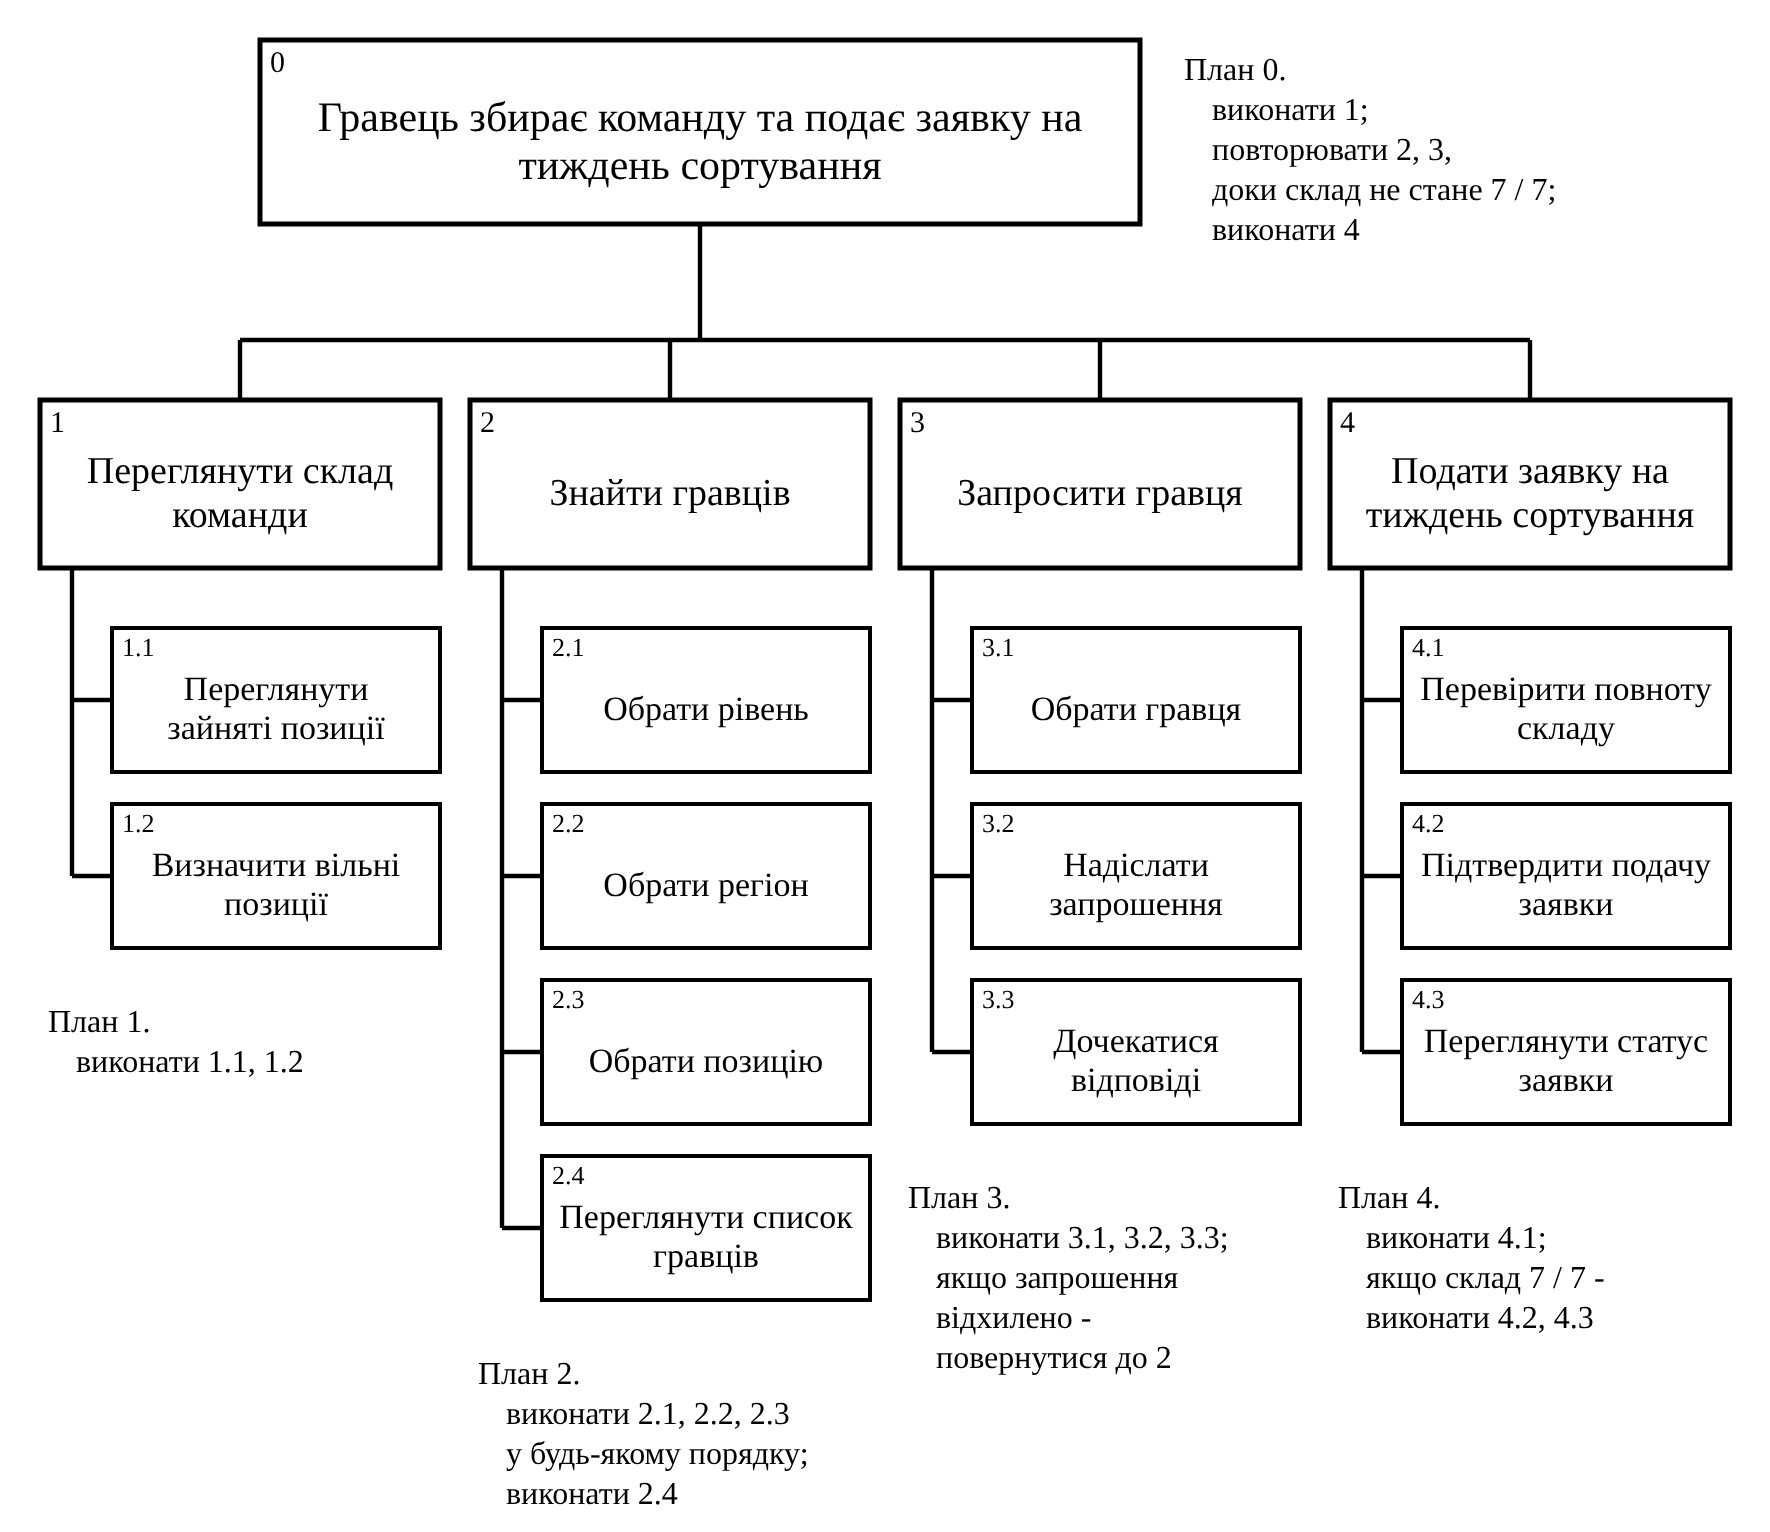 0
Гравець збирає команду та подає заявку на
тиждень сортування
План 0.
виконати 1;
повторювати 2, 3,
доки склад не стане 7 / 7;
виконати 4
1
Переглянути склад
команди
2
Знайти гравців
3
Запросити гравця
4
Подати заявку на
тиждень сортування
1.1
Переглянути
зайняті позиції
1.2
Визначити вільні
позиції
План 1.
виконати 1.1, 1.2
2.1
Обрати рівень
2.2
Обрати регіон
2.3
Обрати позицію
2.4
Переглянути список
гравців
План 2.
виконати 2.1, 2.2, 2.3
у будь-якому порядку;
виконати 2.4
3.1
Обрати гравця
3.2
Надіслати
запрошення
3.3
Дочекатися
відповіді
План 3.
виконати 3.1, 3.2, 3.3;
якщо запрошення
відхилено -
повернутися до 2
4.1
Перевірити повноту
складу
4.2
Підтвердити подачу
заявки
4.3
Переглянути статус
заявки
План 4.
виконати 4.1;
якщо склад 7 / 7 -
виконати 4.2, 4.3